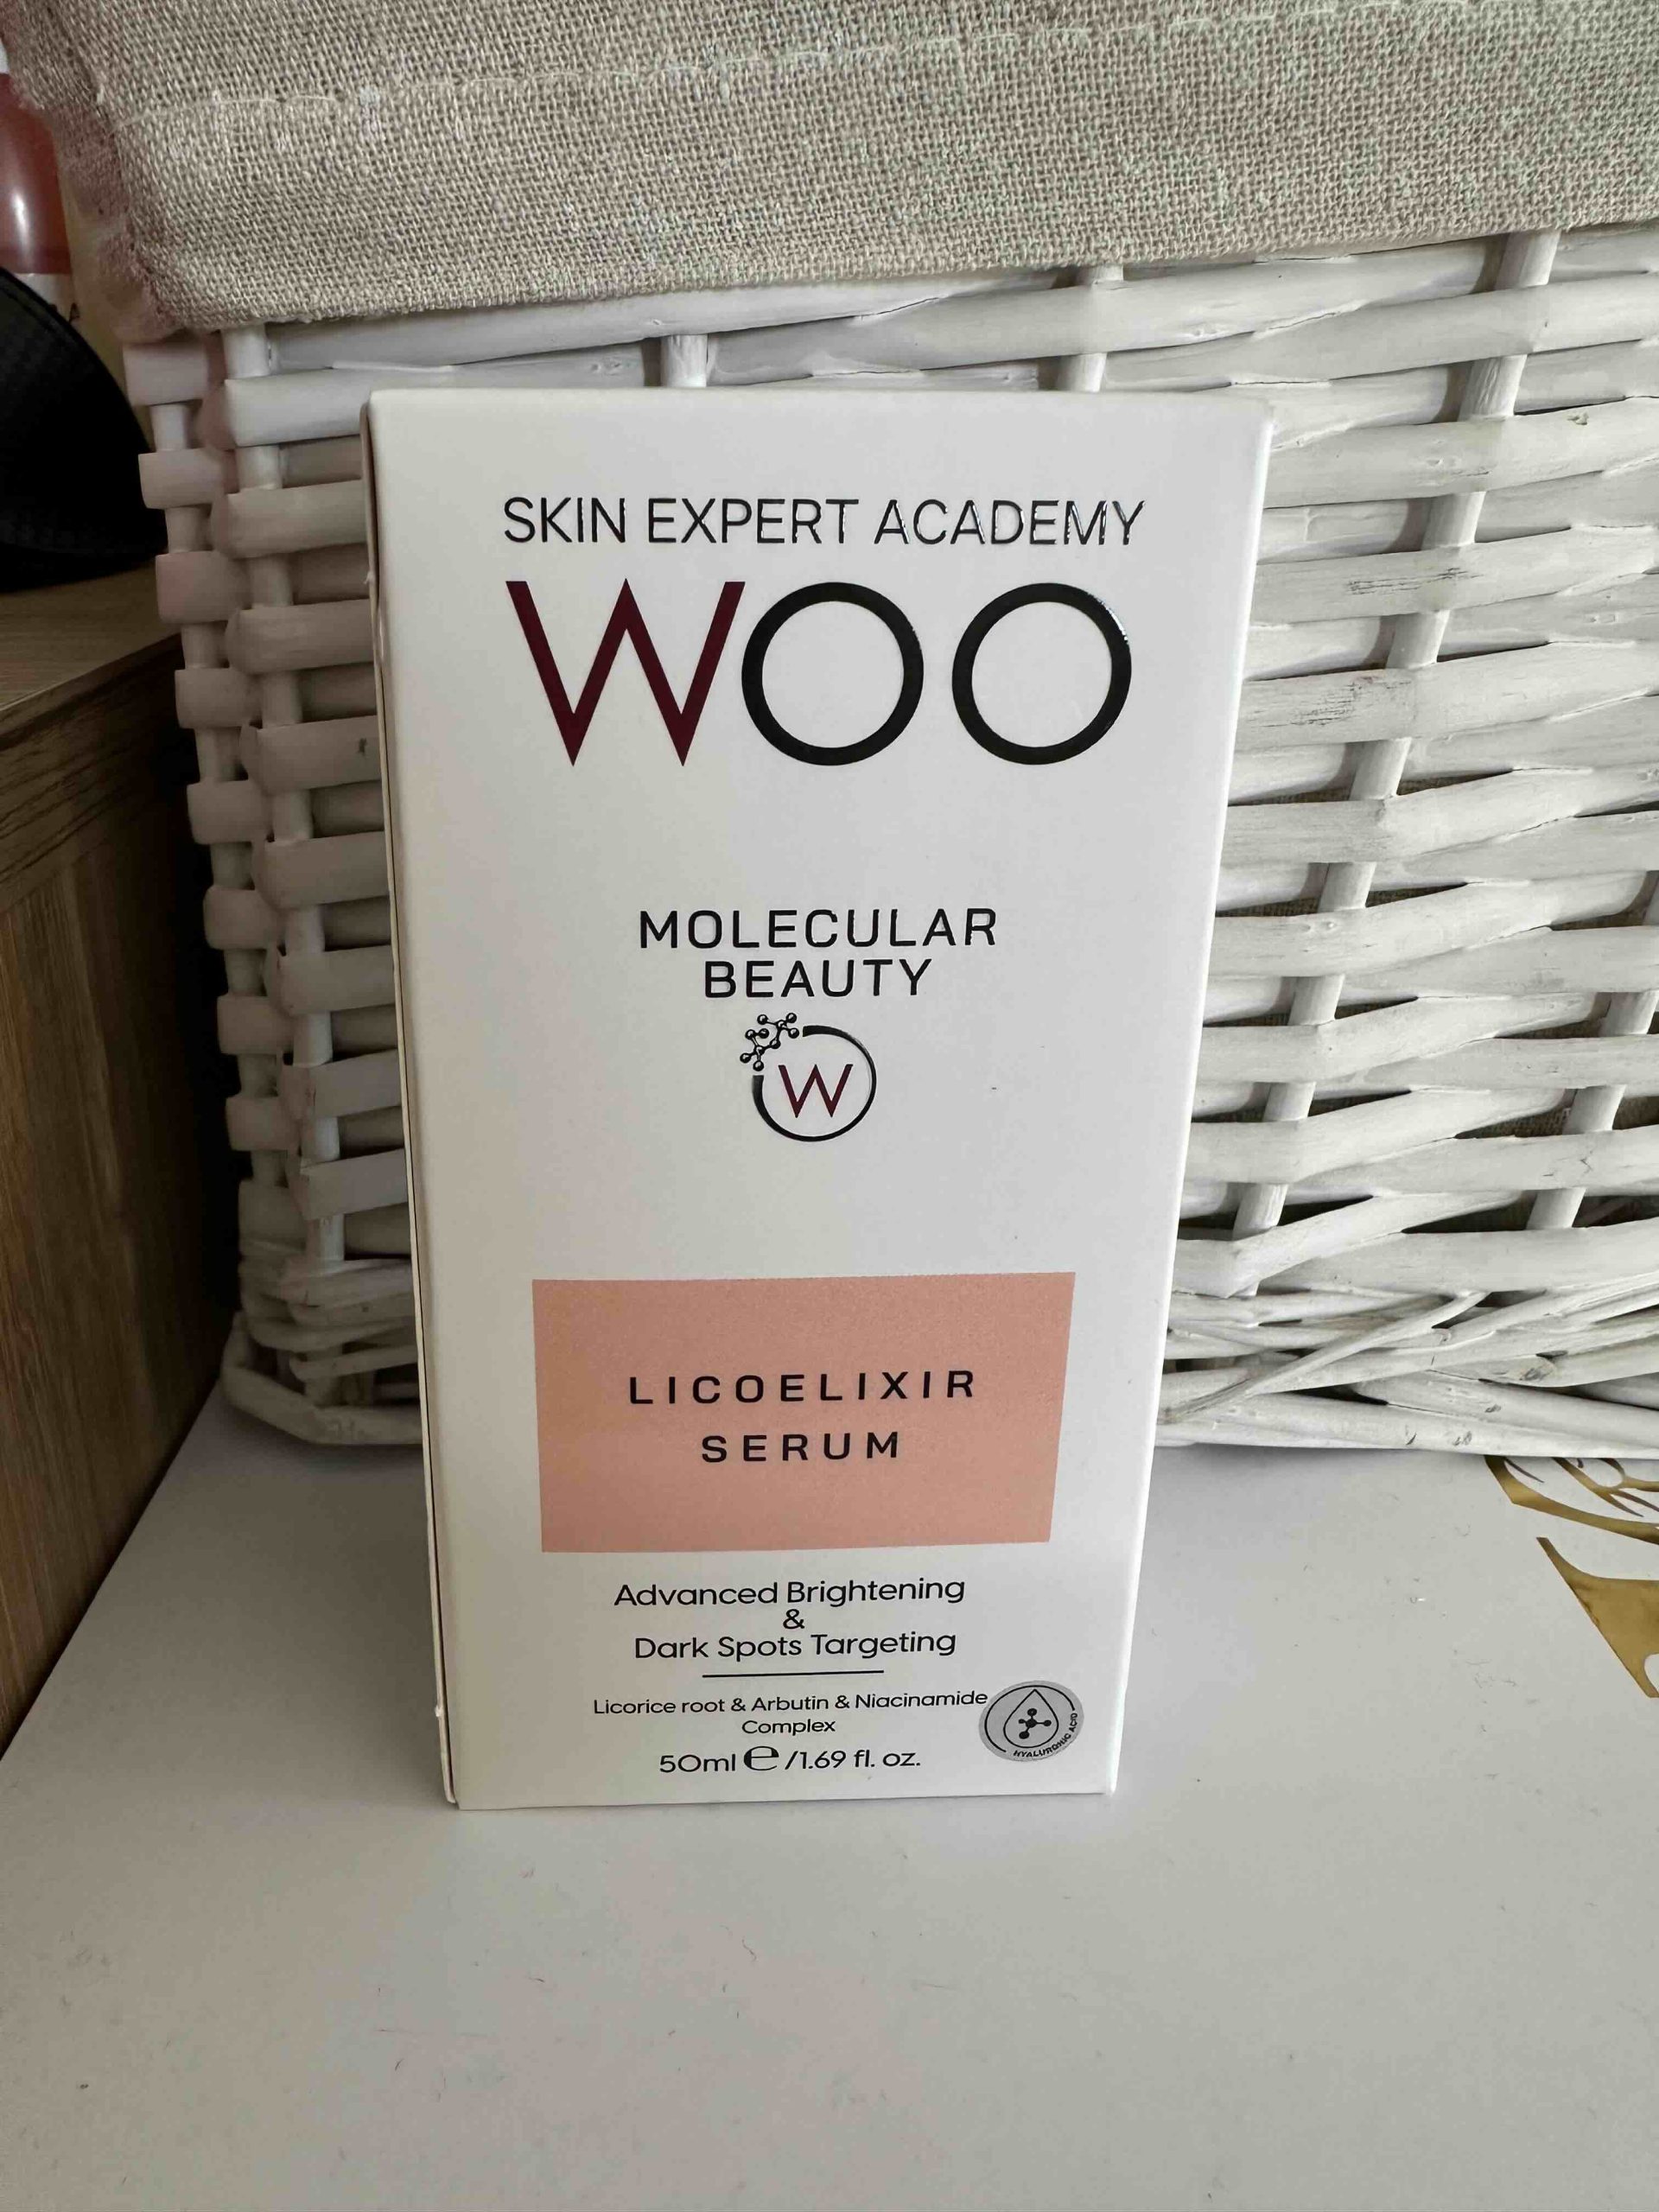 SKIN EXPERT ACADEMY
WOO
MOLECULAR
BEAUTY
W
LICOELIXIR
SERUM
Advanced Brightening
&
Dark Spots Targeting
Licorice root & Arbutin & Niacinamide
Complex
HYALURONIC ACID
50ml e /1.69 fl. oz.